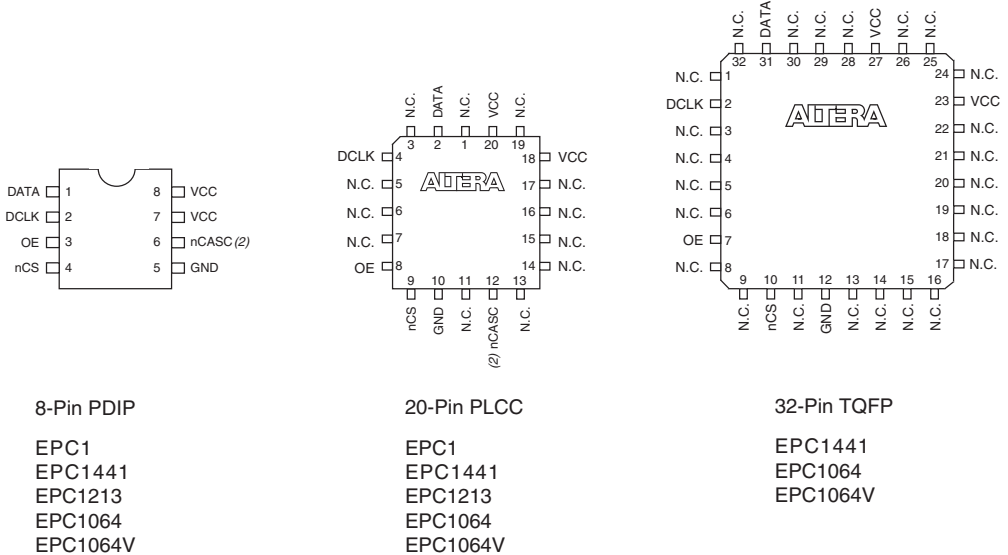 DATA 1 8 VCC
DCLK 2 7 VCC
OE 3 6 nCASC (2)
nCS 4 5 GND
8-Pin PDIP
EPC1
EPC1441
EPC1213
EPC1064
EPC1064V
N.C. DATA N.C. VCC N.C.
3 2 1 20 19
DCLK 4 18 VCC
N.C. 5 17 N.C.
N.C. 6 16 N.C.
N.C. 7 15 N.C.
OE 8 14 N.C.
ALTERA
9 10 11 12 13
nCS GND N.C. (2) nCASC N.C.
20-Pin PLCC
EPC1
EPC1441
EPC1213
EPC1064
EPC1064V
N.C. DATA N.C. N.C. N.C. VCC N.C. N.C.
32 31 30 29 28 27 26 25
N.C. 1 24 N.C.
DCLK 2 23 VCC
N.C. 3 22 N.C.
N.C. 4 21 N.C.
N.C. 5 20 N.C.
N.C. 6 19 N.C.
OE 7 18 N.C.
N.C. 8 17 N.C.
ALTERA
9 10 11 12 13 14 15 16
N.C. nCS N.C. GND N.C. N.C. N.C. N.C.
32-Pin TQFP
EPC1441
EPC1064
EPC1064V